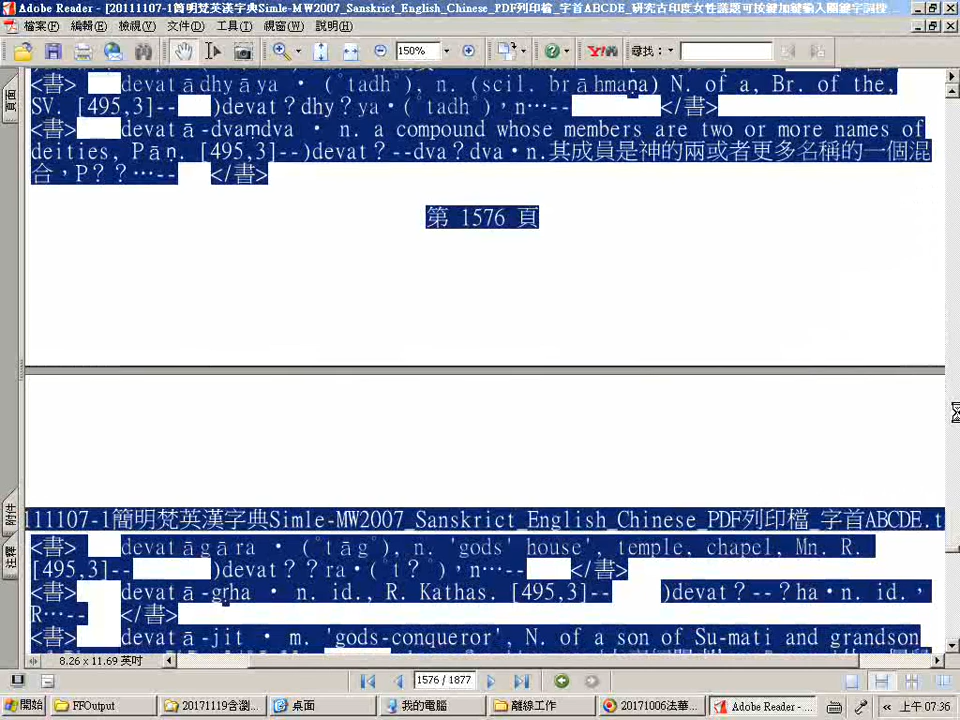 Adobe Reader - [20111107-1簡明梵英漢字典Simle-MW2007_Sanskrict_English_Chinese_PDF列印檔_字首ABCDE_研究古印度女性議題可按鍵加鍵輸入關鍵字詞搜
檔案(F) 編輯(E) 檢視(V) 文件(D) 工具(T) 視窗(W) 說明(H)
150% Y! 尋找:
頁面
<書> devatādhyāya · (˚tadh˚), n. (scil. brāhmaṇa) N. of a, Br. of the,
SV. [495,3]-- )devat？dhy？ya·(˚tadh˚)，n…-- </書>
<書> devatā-dvaṃdva · n. a compound whose members are two or more names of
deities, Pāṇ. [495,3]--)devat？--dva？dva·n.其成員是神的兩或者更多名稱的一個混
合，P？？…-- </書>
第 1576 頁
附件
注釋
111107-1簡明梵英漢字典Simle-MW2007_Sanskrict_English_Chinese_PDF列印檔_字首ABCDE.t
<書> devatāgāra · (˚tāg˚), n. 'gods' house', temple, chapel, Mn. R.
[495,3]-- )devat？？ra·(˚t？˚)，n…-- </書>
<書> devatā-gṛha · n. id., R. Kathas. [495,3]-- )devat？-？ha·n. id.，
R…-- </書>
<書> devatā-jit · m. 'gods-conqueror', N. of a son of Su-mati and grandson
8.26 x 11.69 英吋
1576 / 1877
開始 FFOutput 20171119含瀏... 桌面 我的電腦 離線工作 20171006法華... Adobe Reader - ... 上午 07:36